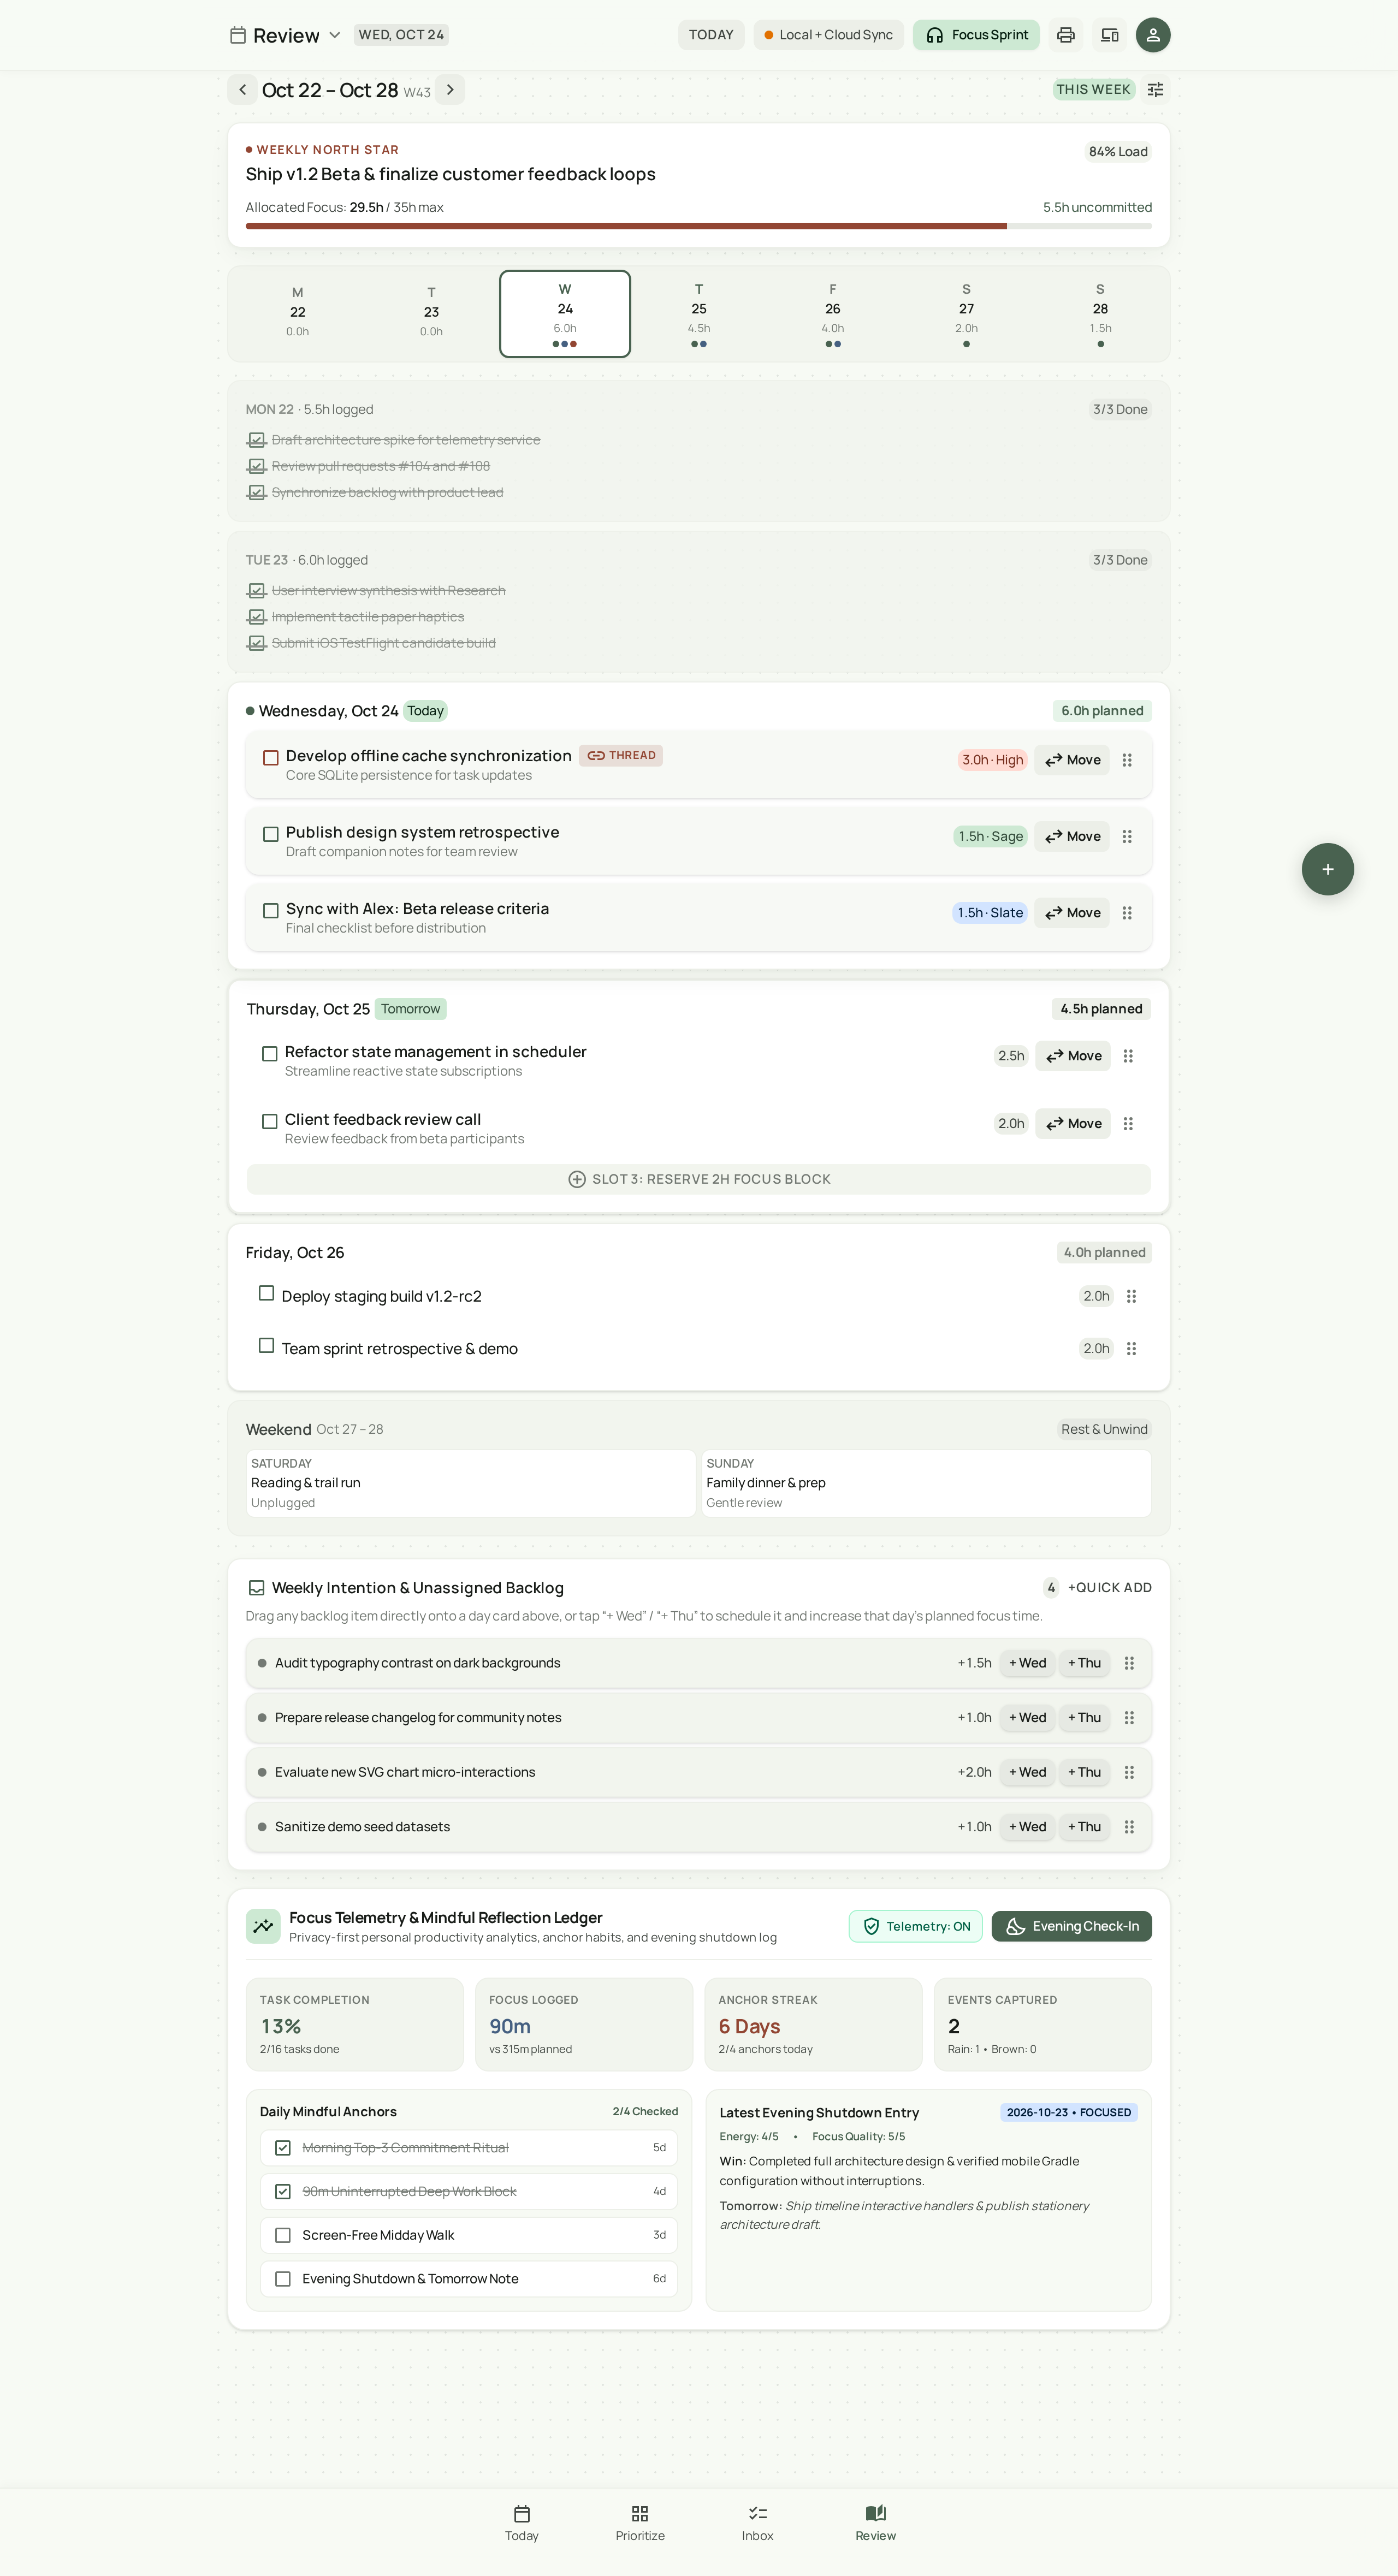 Review WED, OCT 24 TODAY Local + Cloud Sync Focus Sprint
Oct 22 – Oct 28 W43 THIS WEEK
WEEKLY NORTH STAR 84% Load
Ship v1.2 Beta & finalize customer feedback loops
Allocated Focus: 29.5h / 35h max 5.5h uncommitted
M T W T F S S
22 23 24 25 26 27 28
0.0h 0.0h 6.0h 4.5h 4.0h 2.0h 1.5h
MON 22 · 5.5h logged 3/3 Done
Draft architecture spike for telemetry service
Review pull requests #104 and #108
Synchronize backlog with product lead
TUE 23 · 6.0h logged 3/3 Done
User interview synthesis with Research
Implement tactile paper haptics
Submit iOS TestFlight candidate build
Wednesday, Oct 24 Today 6.0h planned
Develop offline cache synchronization THREAD 3.0h · High Move
Core SQLite persistence for task updates
Publish design system retrospective 1.5h · Sage Move
Draft companion notes for team review
Sync with Alex: Beta release criteria 1.5h · Slate Move
Final checklist before distribution
Thursday, Oct 25 Tomorrow 4.5h planned
Refactor state management in scheduler 2.5h Move
Streamline reactive state subscriptions
Client feedback review call 2.0h Move
Review feedback from beta participants
SLOT 3: RESERVE 2H FOCUS BLOCK
Friday, Oct 26 4.0h planned
Deploy staging build v1.2-rc2 2.0h
Team sprint retrospective & demo 2.0h
Weekend Oct 27 – 28 Rest & Unwind
SATURDAY SUNDAY
Reading & trail run Family dinner & prep
Unplugged Gentle review
Weekly Intention & Unassigned Backlog 4 +QUICK ADD
Drag any backlog item directly onto a day card above, or tap “+ Wed” / “+ Thu” to schedule it and increase that day’s planned focus time.
Audit typography contrast on dark backgrounds +1.5h + Wed + Thu
Prepare release changelog for community notes +1.0h + Wed + Thu
Evaluate new SVG chart micro-interactions +2.0h + Wed + Thu
Sanitize demo seed datasets +1.0h + Wed + Thu
Focus Telemetry & Mindful Reflection Ledger Telemetry: ON Evening Check-In
Privacy-first personal productivity analytics, anchor habits, and evening shutdown log
TASK COMPLETION FOCUS LOGGED ANCHOR STREAK EVENTS CAPTURED
13% 90m 6 Days 2
2/16 tasks done vs 315m planned 2/4 anchors today Rain: 1 • Brown: 0
Daily Mindful Anchors 2/4 Checked
Morning Top-3 Commitment Ritual 5d
90m Uninterrupted Deep Work Block 4d
Screen-Free Midday Walk 3d
Evening Shutdown & Tomorrow Note 6d
Latest Evening Shutdown Entry 2026-10-23 • FOCUSED
Energy: 4/5 • Focus Quality: 5/5
Win: Completed full architecture design & verified mobile Gradle
configuration without interruptions.
Tomorrow: Ship timeline interactive handlers & publish stationery
architecture draft.
Today Prioritize Inbox Review